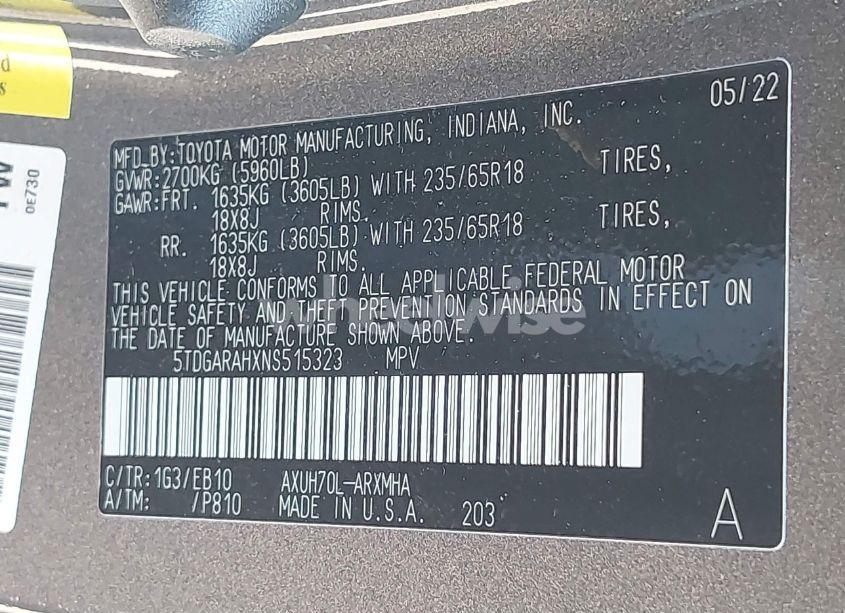 d
s
TW
0E730
05/22
MFD.BY:TOYOTA MOTOR MANUFACTURING, INDIANA, INC.
GVWR:2700KG (5960LB)
GAWR:FRT. 1635KG (3605LB) WITH 235/65R18 TIRES,
18X8J RIMS.
RR. 1635KG (3605LB) WITH 235/65R18 TIRES,
18X8J RIMS.
THIS VEHICLE CONFORMS TO ALL APPLICABLE FEDERAL MOTOR
VEHICLE SAFETY AND THEFT PREVENTION STANDARDS IN EFFECT ON
THE DATE OF MANUFACTURE SHOWN ABOVE.
wheelwise
5TDGARAHXNS515323 MPV
C/TR:1G3/EB10 AXUH70L-ARXMHA
A/TM: /P810 MADE IN U.S.A. 203
A